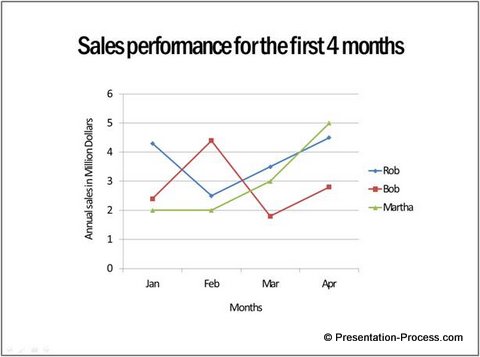 Sales performance for the first 4 months
Annual sales in Million Dollars
6
5
4
3
2
1
0
Jan Feb Mar Apr
Months
Rob
Bob
Martha
© Presentation-Process.com